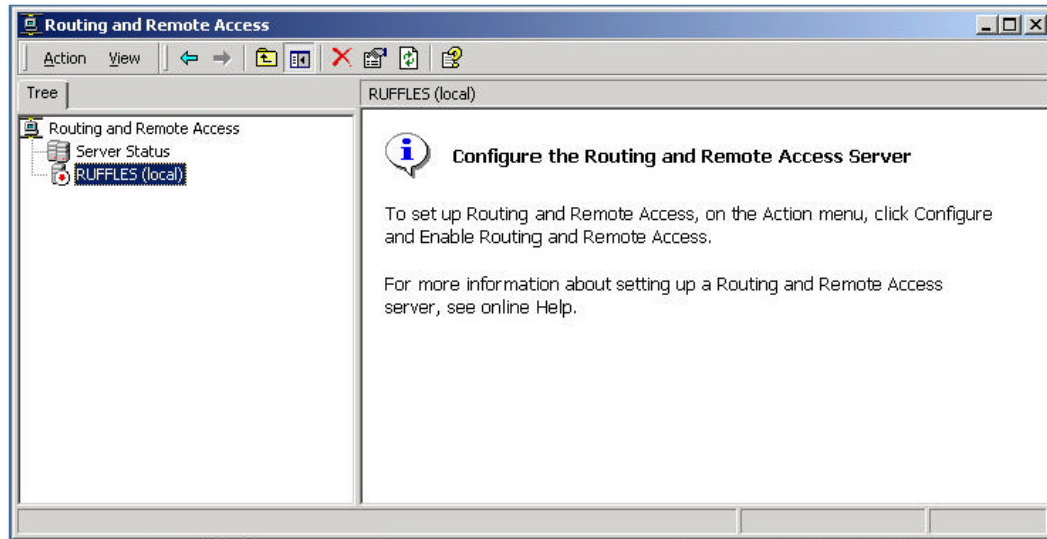 Routing and Remote Access
Action View
Tree
RUFFLES (local)
Routing and Remote Access
Server Status
RUFFLES (local)
Configure the Routing and Remote Access Server
To set up Routing and Remote Access, on the Action menu, click Configure
and Enable Routing and Remote Access.
For more information about setting up a Routing and Remote Access
server, see online Help.